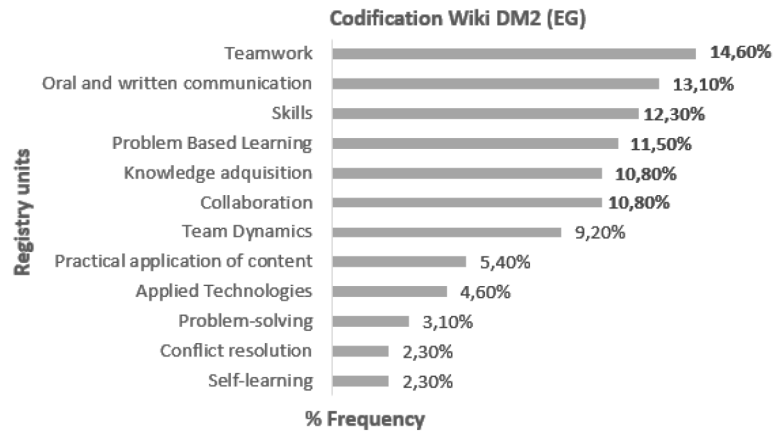 Codification Wiki DM2 (EG)
Registry units
Teamwork 14,60%
Oral and written communication 13,10%
Skills 12,30%
Problem Based Learning 11,50%
Knowledge adquisition 10,80%
Collaboration 10,80%
Team Dynamics 9,20%
Practical application of content 5,40%
Applied Technologies 4,60%
Problem-solving 3,10%
Conflict resolution 2,30%
Self-learning 2,30%
% Frequency